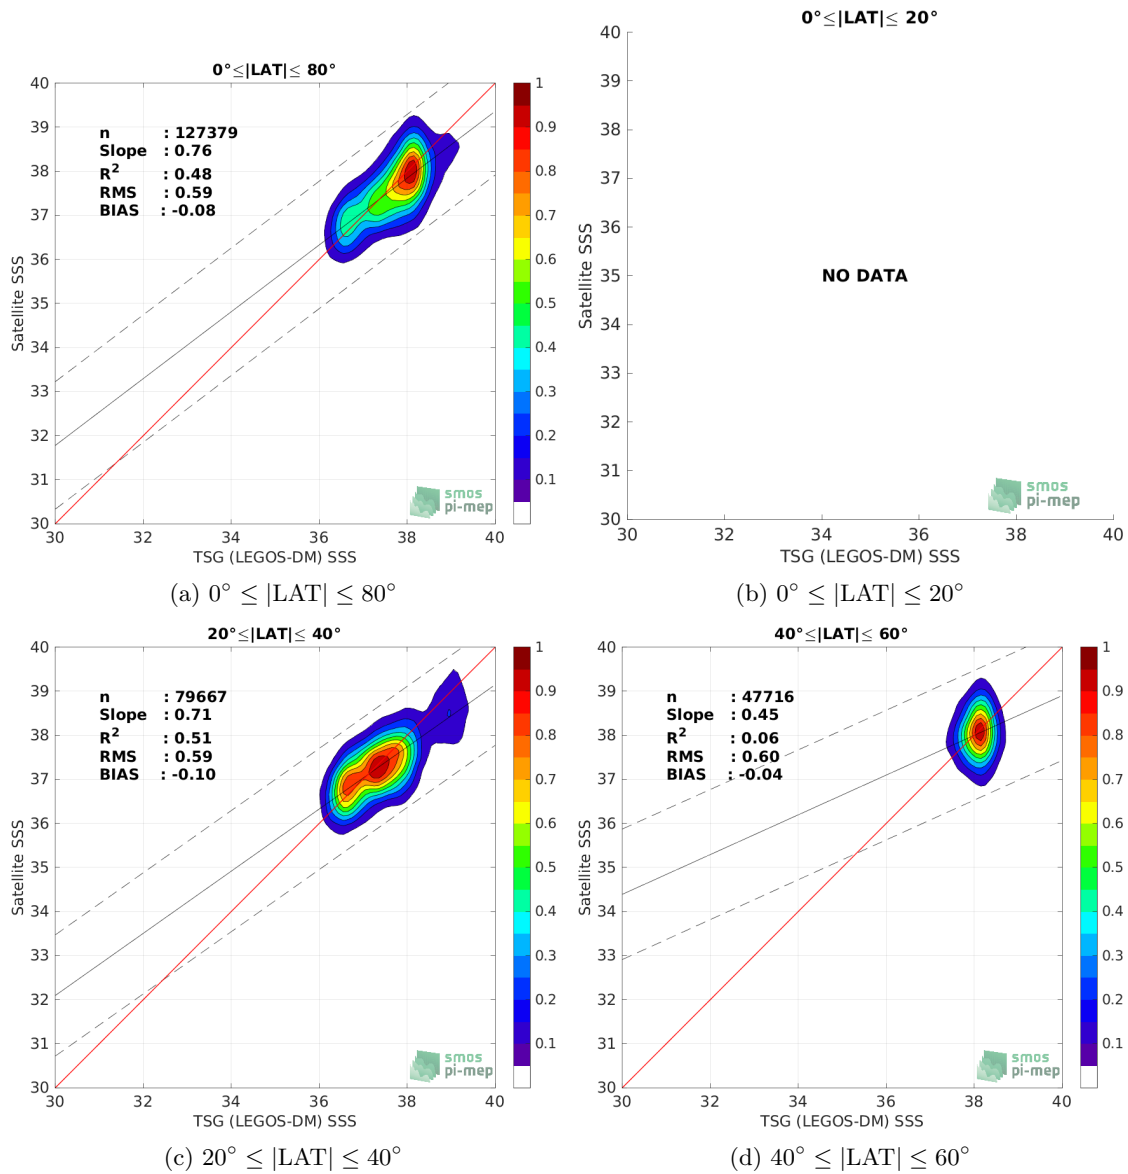 0°≤|LAT|≤ 80°
40
39
38
37
36
35
34
33
32
31
30
Satellite SSS
n : 127379
Slope : 0.76
R² : 0.48
RMS : 0.59
BIAS : -0.08
smos
pi-mep
30 32 34 36 38 40
TSG (LEGOS-DM) SSS
1
0.9
0.8
0.7
0.6
0.5
0.4
0.3
0.2
0.1
(a) 0° ≤ |LAT| ≤ 80°
0°≤|LAT|≤ 20°
40
39
38
37
36
35
34
33
32
31
30
Satellite SSS
NO DATA
smos
pi-mep
30 32 34 36 38 40
TSG (LEGOS-DM) SSS
(b) 0° ≤ |LAT| ≤ 20°
20°≤|LAT|≤ 40°
40
39
38
37
36
35
34
33
32
31
30
Satellite SSS
n : 79667
Slope : 0.71
R² : 0.51
RMS : 0.59
BIAS : -0.10
smos
pi-mep
30 32 34 36 38 40
TSG (LEGOS-DM) SSS
1
0.9
0.8
0.7
0.6
0.5
0.4
0.3
0.2
0.1
(c) 20° ≤ |LAT| ≤ 40°
40°≤|LAT|≤ 60°
40
39
38
37
36
35
34
33
32
31
30
Satellite SSS
n : 47716
Slope : 0.45
R² : 0.06
RMS : 0.60
BIAS : -0.04
smos
pi-mep
30 32 34 36 38 40
TSG (LEGOS-DM) SSS
1
0.9
0.8
0.7
0.6
0.5
0.4
0.3
0.2
0.1
(d) 40° ≤ |LAT| ≤ 60°